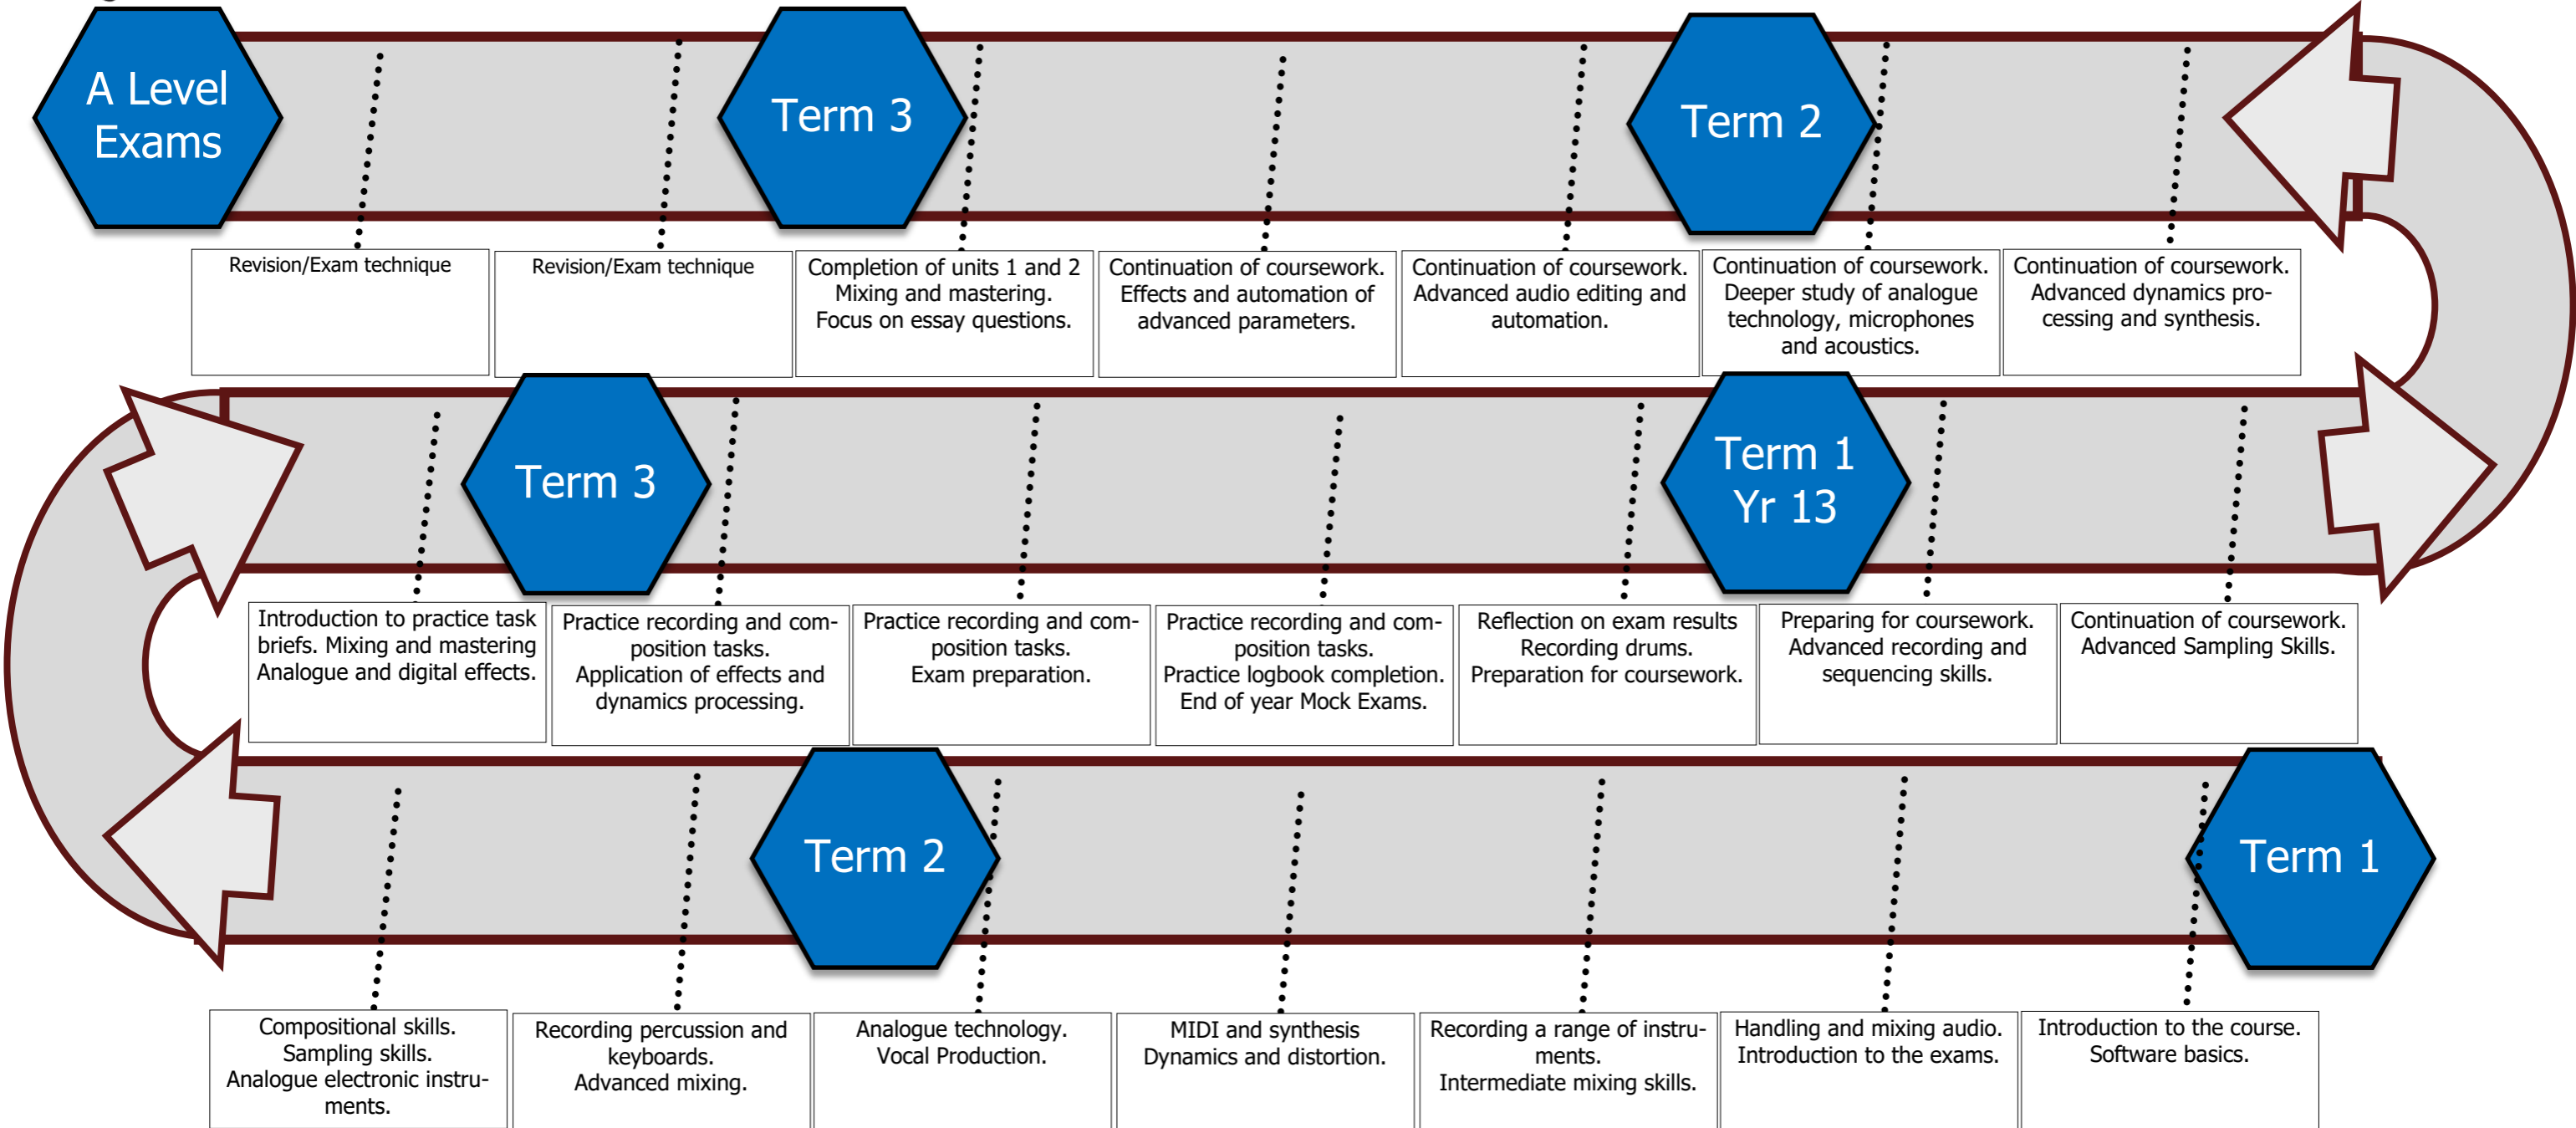 A Level
Exams
Term 3
Term 2
Revision/Exam technique
Revision/Exam technique
Completion of units 1 and 2
Mixing and mastering.
Focus on essay questions.
Continuation of coursework.
Effects and automation of
advanced parameters.
Continuation of coursework.
Advanced audio editing and
automation.
Continuation of coursework.
Deeper study of analogue
technology, microphones
and acoustics.
Continuation of coursework.
Advanced dynamics pro-
cessing and synthesis.
Term 3
Term 1
Yr 13
Introduction to practice task
briefs. Mixing and mastering
Analogue and digital effects.
Practice recording and com-
position tasks.
Application of effects and
dynamics processing.
Practice recording and com-
position tasks.
Exam preparation.
Practice recording and com-
position tasks.
Practice logbook completion.
End of year Mock Exams.
Reflection on exam results
Recording drums.
Preparation for coursework.
Preparing for coursework.
Advanced recording and
sequencing skills.
Continuation of coursework.
Advanced Sampling Skills.
Term 2
Term 1
Compositional skills.
Sampling skills.
Analogue electronic instru-
ments.
Recording percussion and
keyboards.
Advanced mixing.
Analogue technology.
Vocal Production.
MIDI and synthesis
Dynamics and distortion.
Recording a range of instru-
ments.
Intermediate mixing skills.
Handling and mixing audio.
Introduction to the exams.
Introduction to the course.
Software basics.